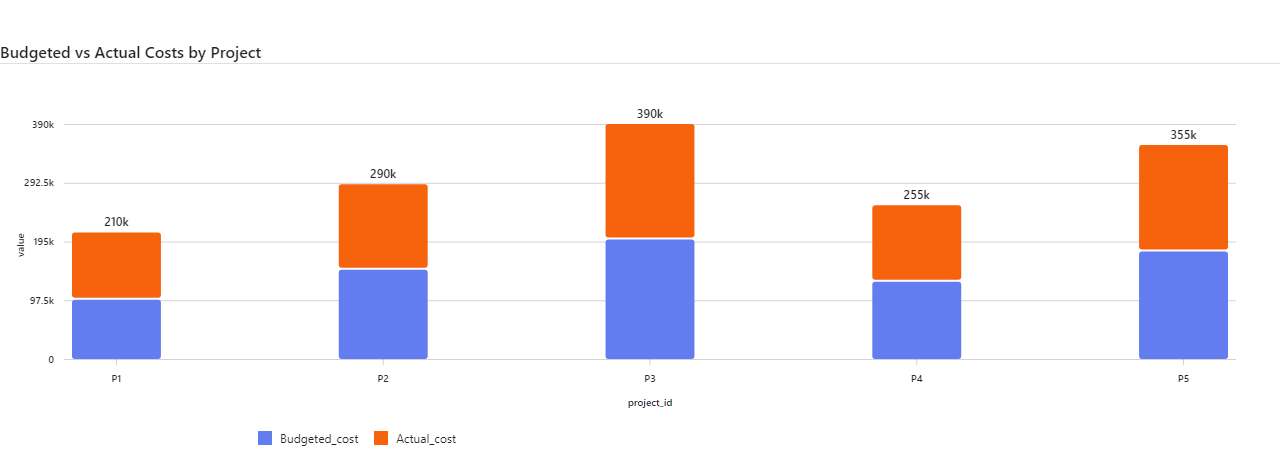 Budgeted vs Actual Costs by Project
390k
355k
390k
290k
292.5k
255k
210k
195k
value
97.5k
0
P1 P2 P3 P4 P5
project_id
Budgeted_cost Actual_cost